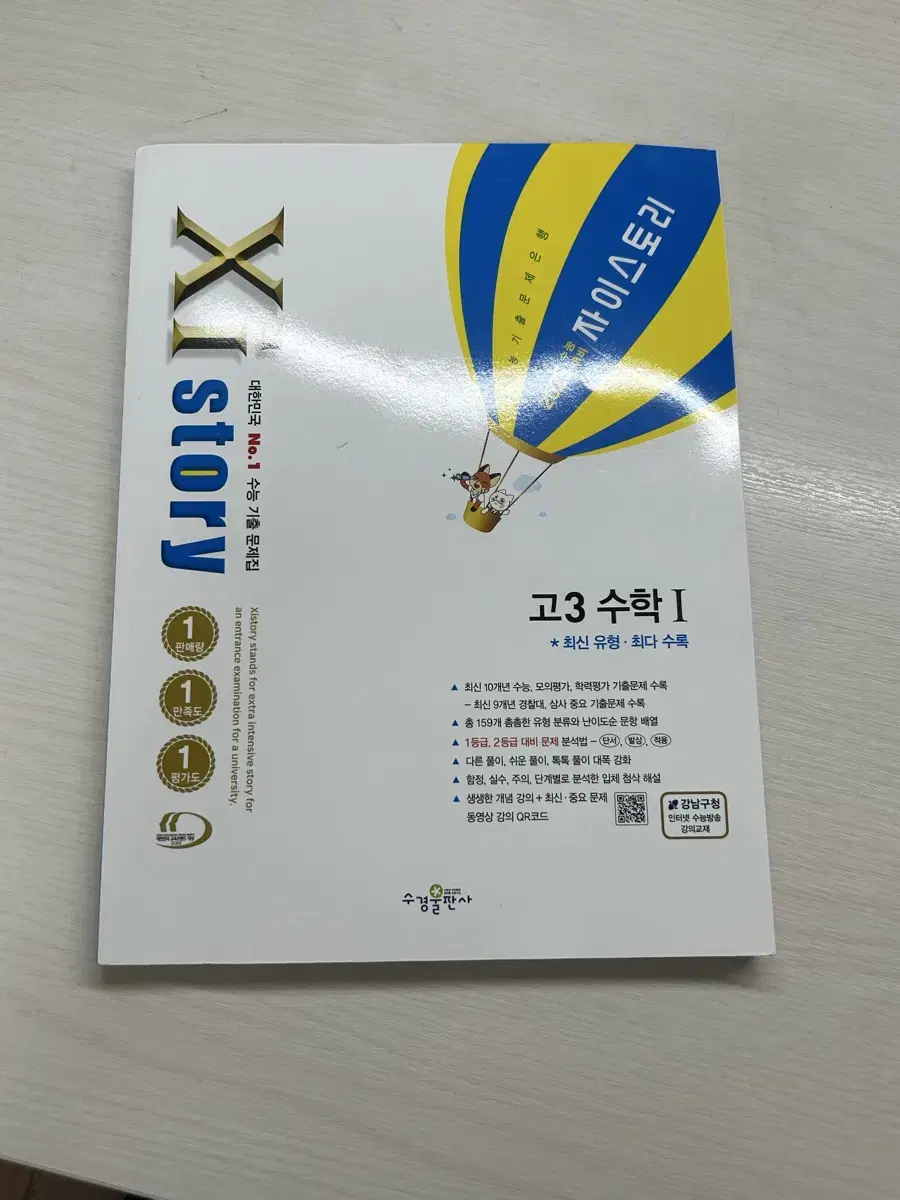 Xi story
대한민국 No.1 수능 기출 문제집
Xistory stands for extra intensive story for
an entrance examination for a university.
1
판매량
1
만족도
1
평가도
기출문제은행
수능
자이스토리
고3 수학 I
* 최신 유형·최다 수록
▲ 최신 10개년 수능, 모의평가, 학력평가 기출문제 수록
– 최신 9개년 경찰대, 삼사 중요 기출문제 수록
▲ 총 159개 촘촘한 유형 분류와 난이도순 문항 배열
▲ 1등급, 2등급 대비 문제 분석법 – 단서, 발상, 적용
▲ 다른 풀이, 쉬운 풀이, 톡톡 풀이 대폭 강화
▲ 함정, 실수, 주의, 단계별로 분석한 입체 첨삭 해설
▲ 생생한 개념 강의 + 최신·중요 문제
동영상 강의 QR코드
강남구청
인터넷 수능방송
강의교재
수경출판사